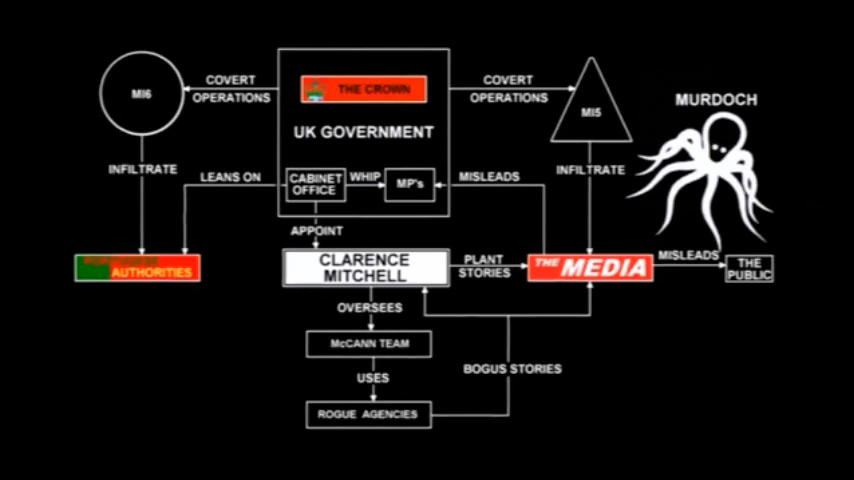 COVERT
OPERATIONS
THE CROWN
COVERT
OPERATIONS
MI6
MI5
MURDOCH
UK GOVERNMENT
INFILTRATE
LEANS ON
CABINET
OFFICE
WHIP
MP's
MISLEADS
INFILTRATE
APPOINT
AUTHORITIES
CLARENCE
MITCHELL
PLANT
STORIES
THE MEDIA
MISLEADS
THE
PUBLIC
OVERSEES
McCANN TEAM
USES
BOGUS STORIES
ROGUE AGENCIES